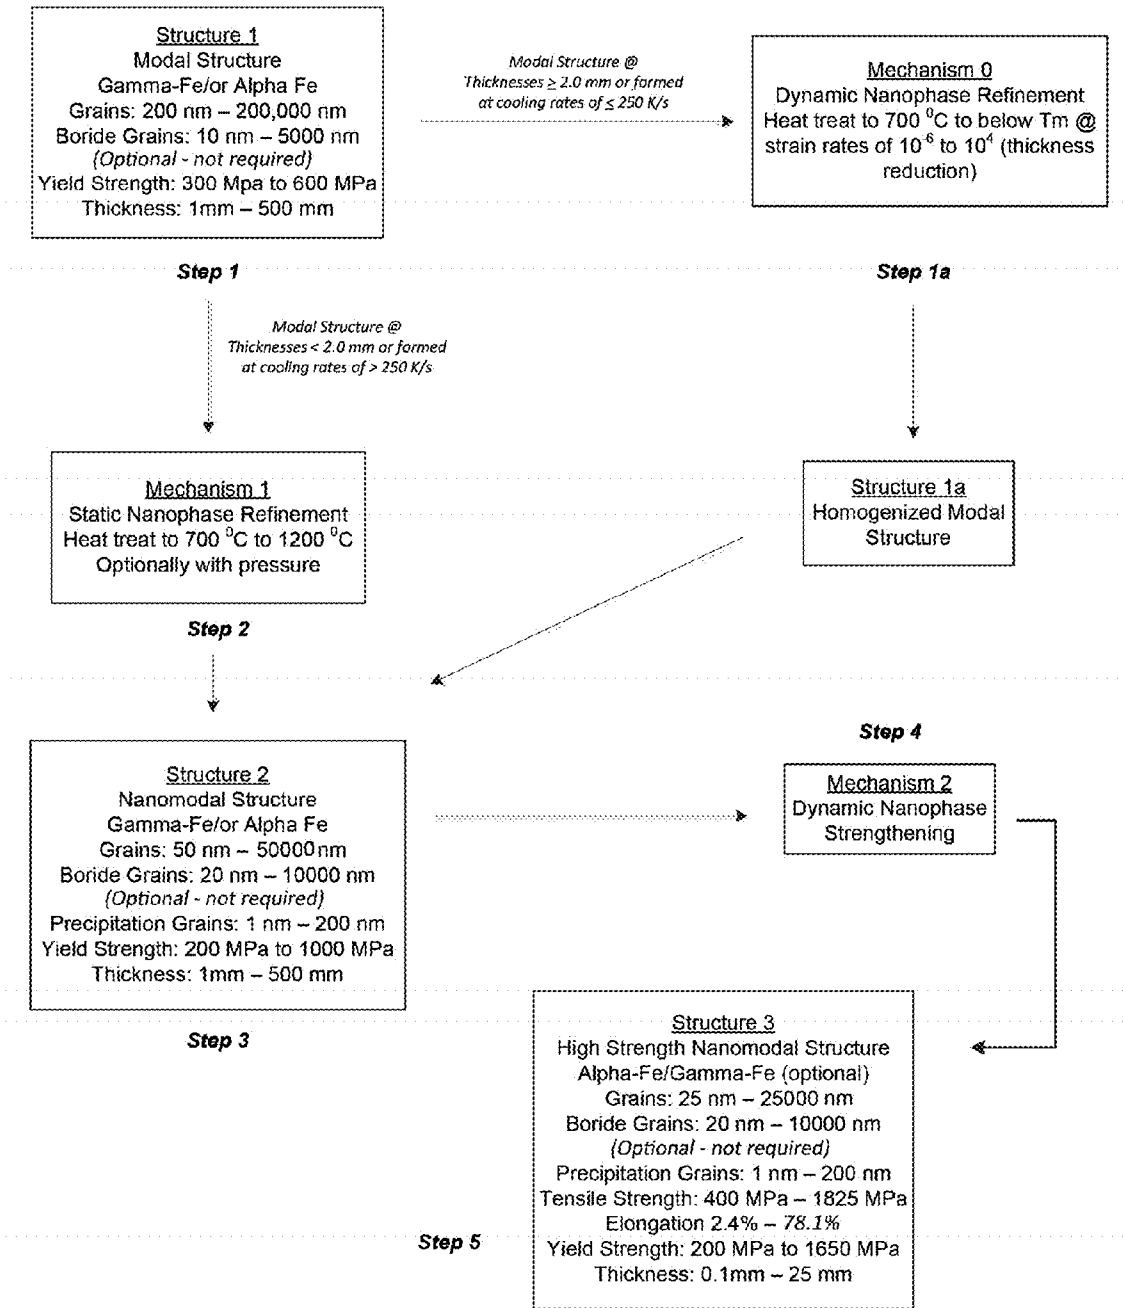 Structure 1
Modal Structure
Gamma-Fe/or Alpha Fe
Grains: 200 nm – 200,000 nm
Boride Grains: 10 nm – 5000 nm
(Optional - not required)
Yield Strength: 300 Mpa to 600 MPa
Thickness: 1mm – 500 mm
Modal Structure @
Thicknesses ≥ 2.0 mm or formed
at cooling rates of ≤ 250 K/s
Mechanism 0
Dynamic Nanophase Refinement
Heat treat to 700 ⁰C to below Tm @
strain rates of 10⁻⁶ to 10⁴ (thickness
reduction)
Step 1
Step 1a
Modal Structure @
Thicknesses < 2.0 mm or formed
at cooling rates of > 250 K/s
Mechanism 1
Static Nanophase Refinement
Heat treat to 700 ⁰C to 1200 ⁰C
Optionally with pressure
Structure 1a
Homogenized Modal
Structure
Step 2
Step 4
Structure 2
Nanomodal Structure
Gamma-Fe/or Alpha Fe
Grains: 50 nm – 50000 nm
Boride Grains: 20 nm – 10000 nm
(Optional - not required)
Precipitation Grains: 1 nm – 200 nm
Yield Strength: 200 MPa to 1000 MPa
Thickness: 1mm – 500 mm
Mechanism 2
Dynamic Nanophase
Strengthening
Step 3
Structure 3
High Strength Nanomodal Structure
Alpha-Fe/Gamma-Fe (optional)
Grains: 25 nm – 25000 nm
Boride Grains: 20 nm – 10000 nm
(Optional - not required)
Precipitation Grains: 1 nm – 200 nm
Tensile Strength: 400 MPa – 1825 MPa
Elongation 2.4% – 78.1%
Yield Strength: 200 MPa to 1650 MPa
Thickness: 0.1mm – 25 mm
Step 5